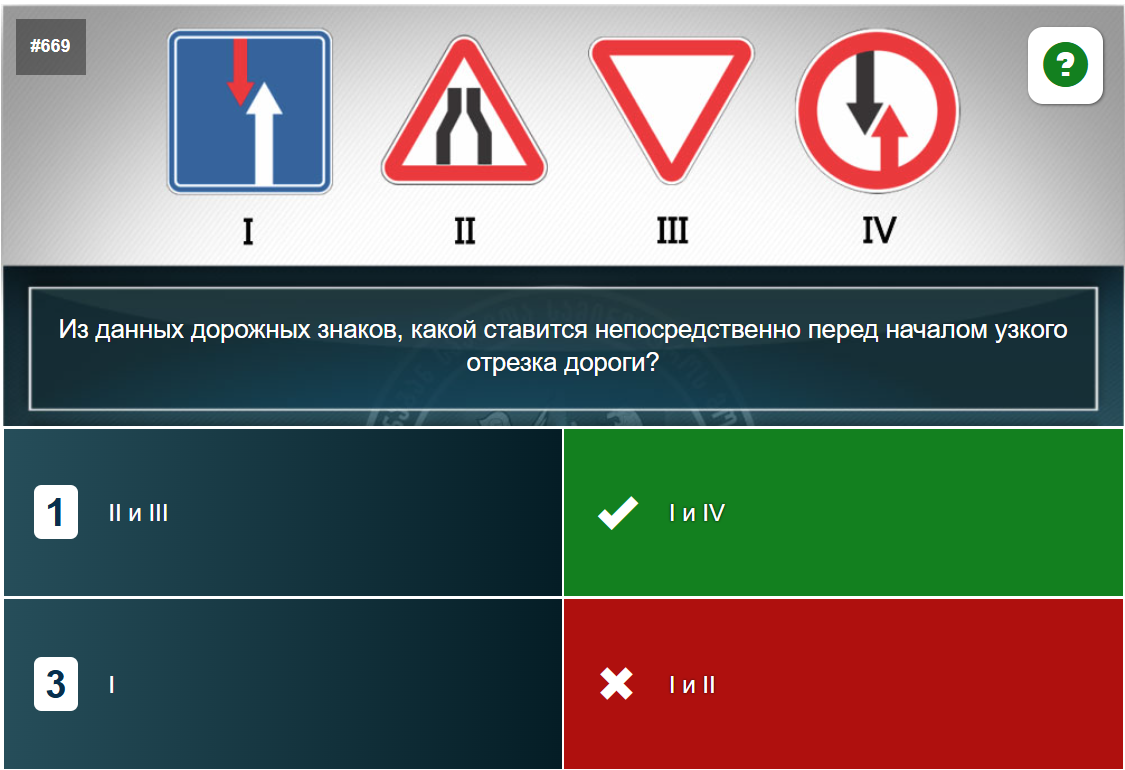 #669
?
I
II
III
IV
Из данных дорожных знаков, какой ставится непосредственно перед началом узкого
отрезка дороги?
1
II и III
I и IV
3
I
I и II